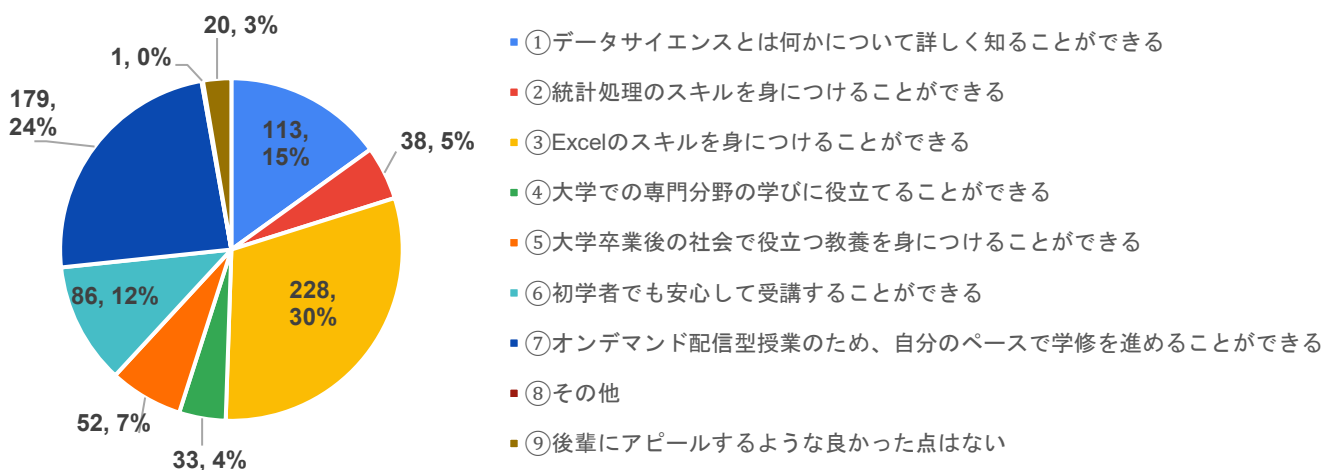 20, 3%
1, 0%
179,
24%
113,
15%
38, 5%
228,
30%
86, 12%
52, 7%
33, 4%
①データサイエンスとは何かについて詳しく知ることができる
②統計処理のスキルを身につけることができる
③Excelのスキルを身につけることができる
④大学での専門分野の学びに役立てることができる
⑤大学卒業後の社会で役立つ教養を身につけることができる
⑥初学者でも安心して受講することができる
⑦オンデマンド配信型授業のため、自分のペースで学修を進めることができる
⑧その他
⑨後輩にアピールするような良かった点はない